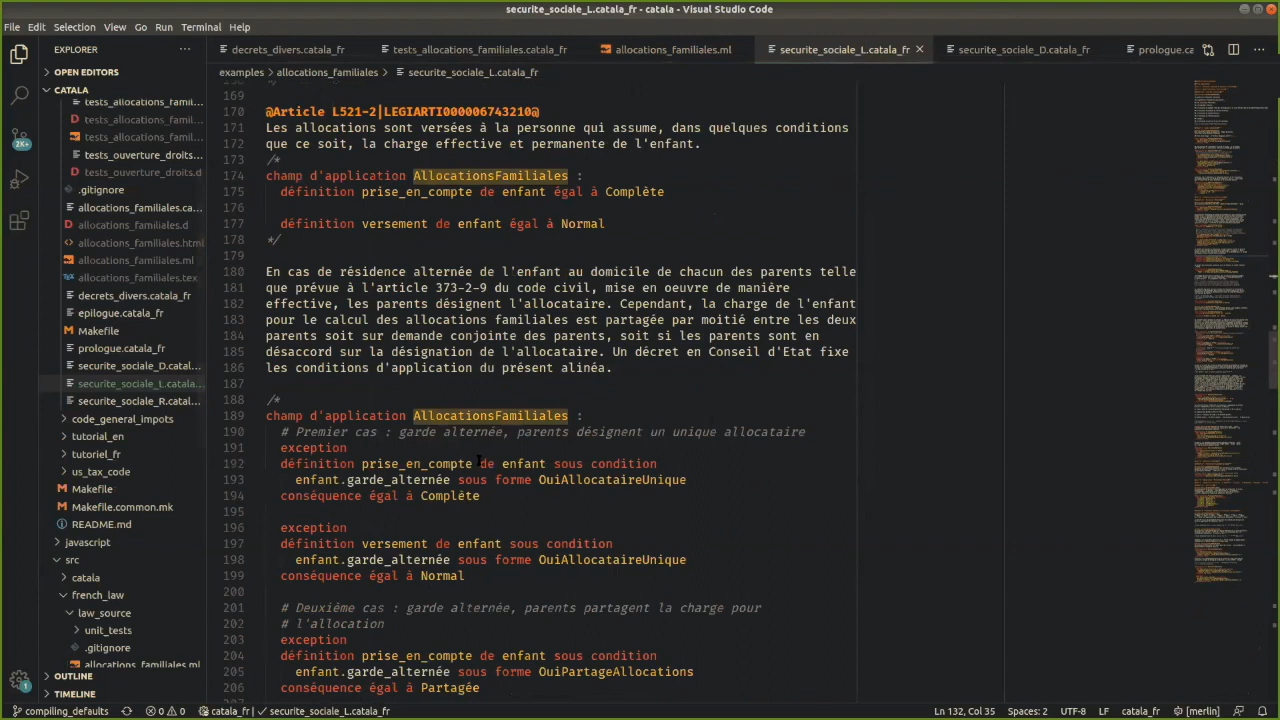 securite_sociale_L.catala_fr - catala - Visual Studio Code
File Edit Selection View Go Run Terminal Help
EXPLORER
decrets_divers.catala_fr
tests_allocations_familiales.catala_fr
allocations_familiales.ml
securite_sociale_L.catala_fr
securite_sociale_D.catala_fr
prologue.ca
examples > allocations_familiales > securite_sociale_L.catala_fr
OPEN EDITORS
CATALA
tests_allocations_famili...
tests_allocations_famil...
tests_allocations_famil...
tests_ouverture_droits...
tests_ouverture_droits.d
.gitignore
allocations_familiales.ca...
allocations_familiales.d
allocations_familiales.html
allocations_familiales.ml
allocations_familiales.tex
decrets_divers.catala_fr
epilogue.catala_fr
Makefile
prologue.catala_fr
securite_sociale_D.catal...
securite_sociale_L.catala...
securite_sociale_R.catal...
code_general_impots
tutorial_en
tutoriel_fr
us_tax_code
Makefile
Makefile.common.mk
README.md
javascript
src
catala
french_law
law_source
unit_tests
.gitignore
allocations_familiales.ml
OUTLINE
TIMELINE
2K+
1
169
170 @Article L521-2|LEGIARTI000006743210@
171 Les allocations sont versées à la personne qui assume, dans quelques conditions
172 que ce soit, la charge effective et permanente de l'enfant.
173 /*
174 champ d'application AllocationsFamiliales :
175 définition prise_en_compte de enfant égal à Complète
176
177 définition versement de enfant égal à Normal
178 */
179
180 En cas de résidence alternée de l'enfant au domicile de chacun des parents telle
181 que prévue à l'article 373-2-9 du code civil, mise en oeuvre de manière
182 effective, les parents désignent l'allocataire. Cependant, la charge de l'enfant
183 pour le calcul des allocations familiales est partagée par moitié entre les deux
184 parents soit sur demande conjointe des parents, soit si les parents sont en
185 désaccord sur la désignation de l'allocataire. Un décret en Conseil d'Etat fixe
186 les conditions d'application du présent alinéa.
187
188 /*
189 champ d'application AllocationsFamiliales :
190 # Premier cas : garde alternée, parents désignent un unique allocataire
191 exception
192 définition prise_en_compte de enfant sous condition
193 enfant.garde_alternée sous forme OuiAllocataireUnique
194 conséquence égal à Complète
195
196 exception
197 définition versement de enfant sous condition
198 enfant.garde_alternée sous forme OuiAllocataireUnique
199 conséquence égal à Normal
200
201 # Deuxième cas : garde alternée, parents partagent la charge pour
202 # l'allocation
203 exception
204 définition prise_en_compte de enfant sous condition
205 enfant.garde_alternée sous forme OuiPartageAllocations
206 conséquence égal à Partagée
compiling_defaults 0 0 catala_fr securite_sociale_L.catala_fr Ln 132, Col 35 Spaces: 2 UTF-8 LF catala_fr [merlin]